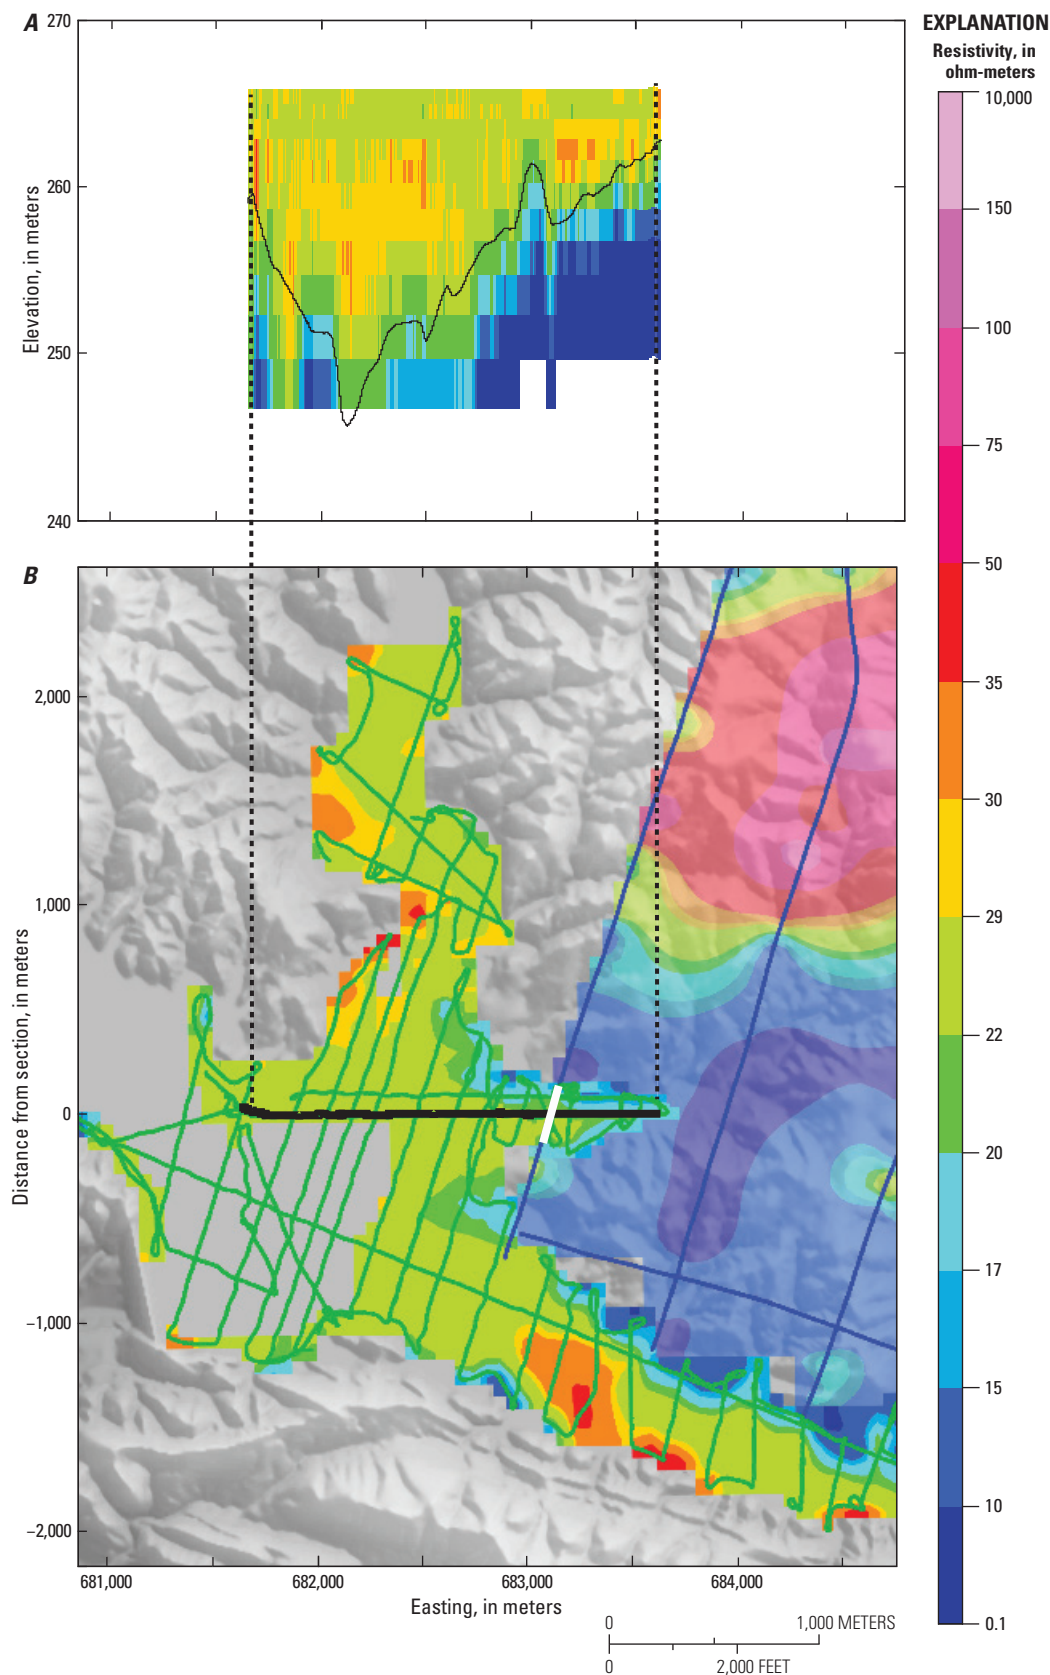 A
270
260
250
240
Elevation, in meters
EXPLANATION
Resistivity, in
ohm-meters
10,000
150
100
75
50
35
30
29
22
20
17
15
10
0.1
B
2,000
1,000
0
−1,000
−2,000
Distance from section, in meters
681,000
682,000
683,000
684,000
Easting, in meters
0
1,000 METERS
0
2,000 FEET